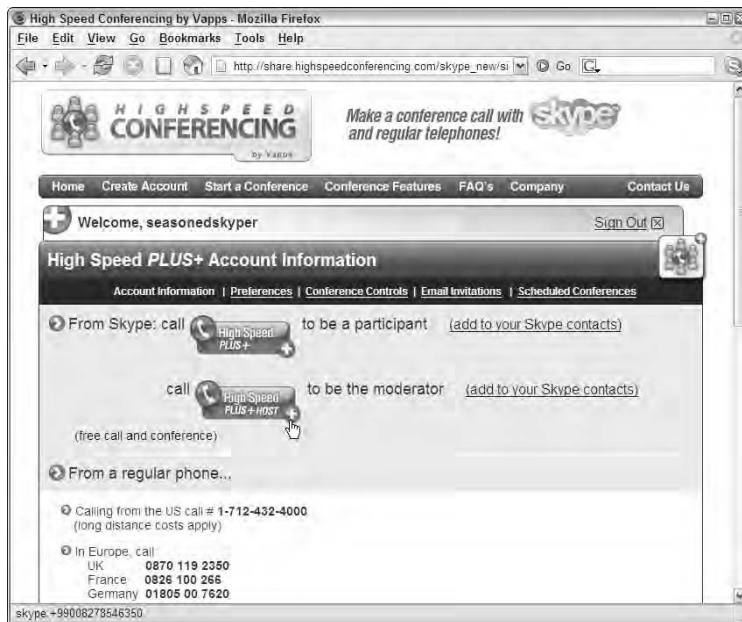 High Speed Conferencing by Vapps - Mozilla Firefox
File Edit View Go Bookmarks Tools Help
http://share.highspeedconferencing.com/skype_new/si Go G
HIGH SPEED
CONFERENCING
by Vapps
Make a conference call with skype
and regular telephones!
Home Create Account Start a Conference Conference Features FAQ's Company Contact Us
Welcome, seasonedskyper Sign Out
High Speed PLUS+ Account Information
Account Information | Preferences | Conference Controls | Email Invitations | Scheduled Conferences
From Skype: call High Speed PLUS+ to be a participant (add to your Skype contacts)
call High Speed PLUS+HOST to be the moderator (add to your Skype contacts)
(free call and conference)
From a regular phone...
Calling from the US call # 1-712-432-4000
(long distance costs apply)
In Europe, call
UK 0870 119 2350
France 0826 100 266
Germany 01805 00 7620
skype:+99008278546350